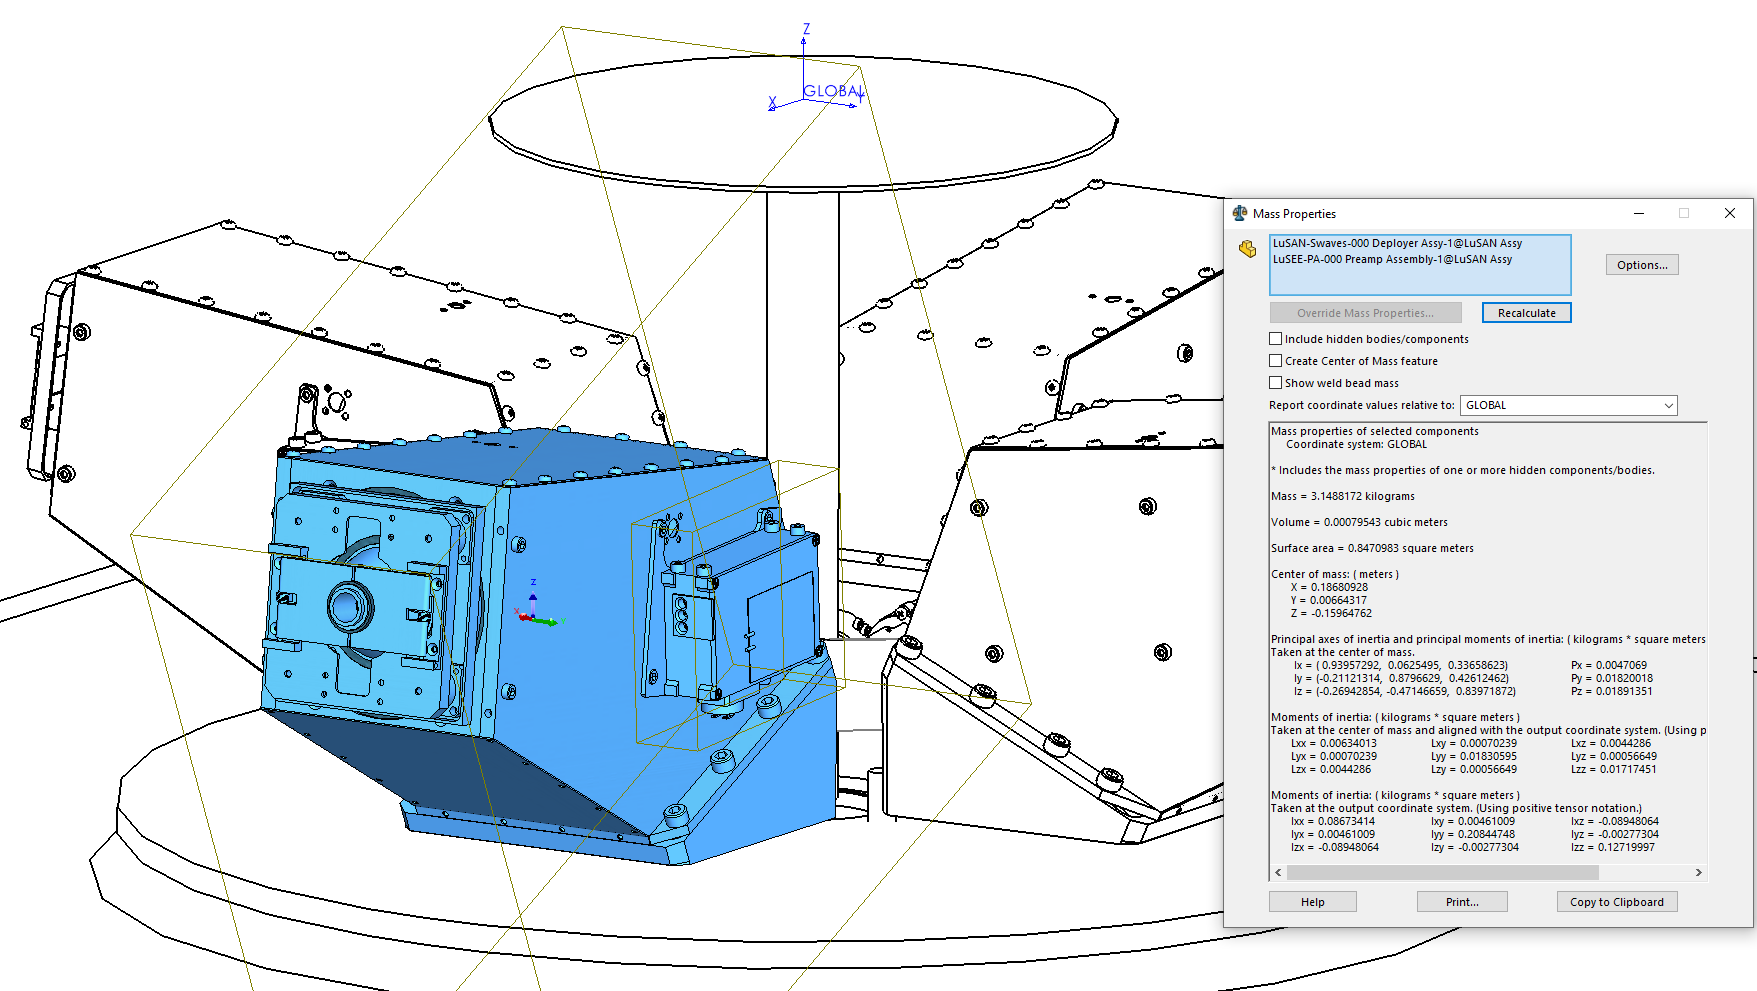 Z
GLOBAL
X
Y
Z
X
Mass Properties
LuSAN-Swaves-000 Deployer Assy-1@LuSAN Assy
LuSEE-PA-000 Preamp Assembly-1@LuSAN Assy
Options...
Override Mass Properties...
Recalculate
Include hidden bodies/components
Create Center of Mass feature
Show weld bead mass
Report coordinate values relative to: GLOBAL
Mass properties of selected components
Coordinate system: GLOBAL
* Includes the mass properties of one or more hidden components/bodies.
Mass = 3.1488172 kilograms
Volume = 0.00079543 cubic meters
Surface area = 0.8470983 square meters
Center of mass: ( meters )
X = 0.18680928
Y = 0.00664317
Z = -0.15964762
Principal axes of inertia and principal moments of inertia: ( kilograms * square meters
Taken at the center of mass.
Ix = ( 0.93957292, 0.0625495, 0.33658623) Px = 0.0047069
Iy = (-0.21121314, 0.8796629, 0.42612462) Py = 0.01820018
Iz = (-0.26942854, -0.47146659, 0.83971872) Pz = 0.01891351
Moments of inertia: ( kilograms * square meters )
Taken at the center of mass and aligned with the output coordinate system. (Using p
Lxx = 0.00634013 Lxy = 0.00070239 Lxz = 0.0044286
Lyx = 0.00070239 Lyy = 0.01830595 Lyz = 0.00056649
Lzx = 0.0044286 Lzy = 0.00056649 Lzz = 0.01717451
Moments of inertia: ( kilograms * square meters )
Taken at the output coordinate system. (Using positive tensor notation.)
Ixx = 0.08673414 Ixy = 0.00461009 Ixz = -0.08948064
Iyx = 0.00461009 Iyy = 0.20844748 Iyz = -0.00277304
Izx = -0.08948064 Izy = -0.00277304 Izz = 0.12719997
Help
Print...
Copy to Clipboard